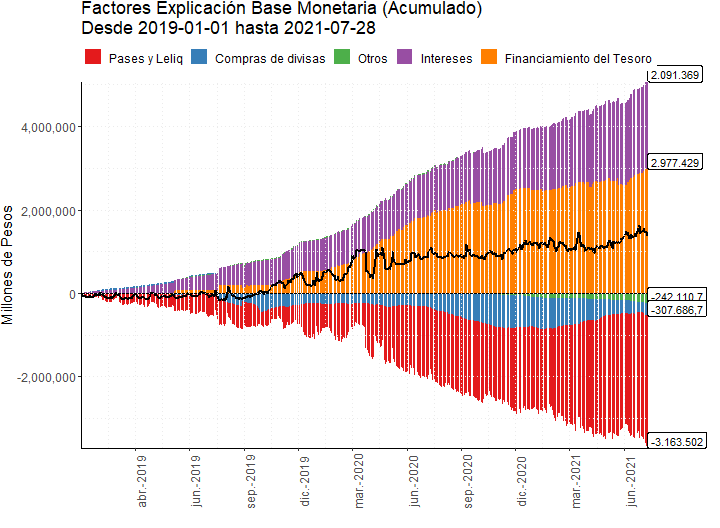 Factores Explicación Base Monetaria (Acumulado)
Desde 2019-01-01 hasta 2021-07-28
Pases y Leliq Compras de divisas Otros Intereses Financiamiento del Tesoro
2.091.369
4,000,000
2.977.429
2,000,000
Millones de Pesos
0
-242.110,7
-307.686,7
-2,000,000
-3.163.502
abr.-2019 jun.-2019 sep.-2019 dic.-2019 mar.-2020 jun.-2020 sep.-2020 dic.-2020 mar.-2021 jun.-2021